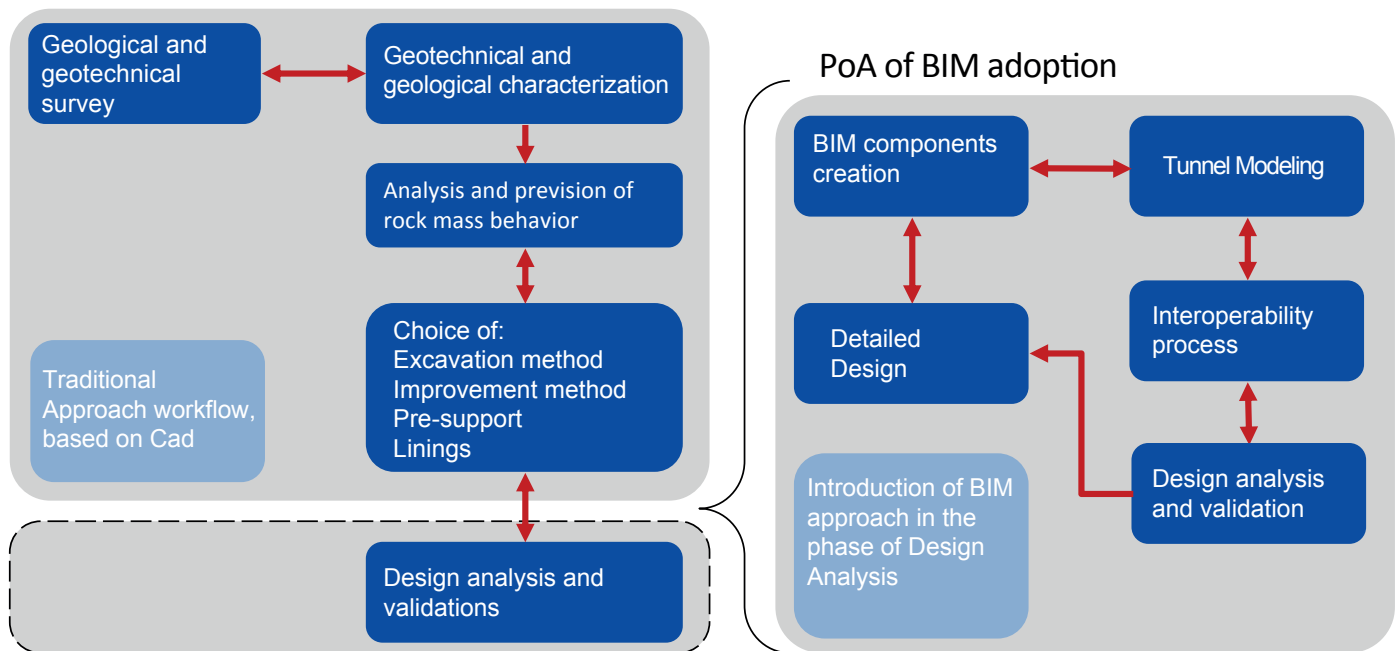 Geological and
geotechnical
survey
Geotechnical and
geological characterization
Analysis and prevision of
rock mass behavior
Choice of:
Excavation method
Improvement method
Pre-support
Linings
Traditional
Approach workflow,
based on Cad
Design analysis and
validations
PoA of BIM adoption
BIM components
creation
Tunnel Modeling
Detailed
Design
Interoperability
process
Introduction of BIM
approach in the
phase of Design
Analysis
Design analysis
and validation